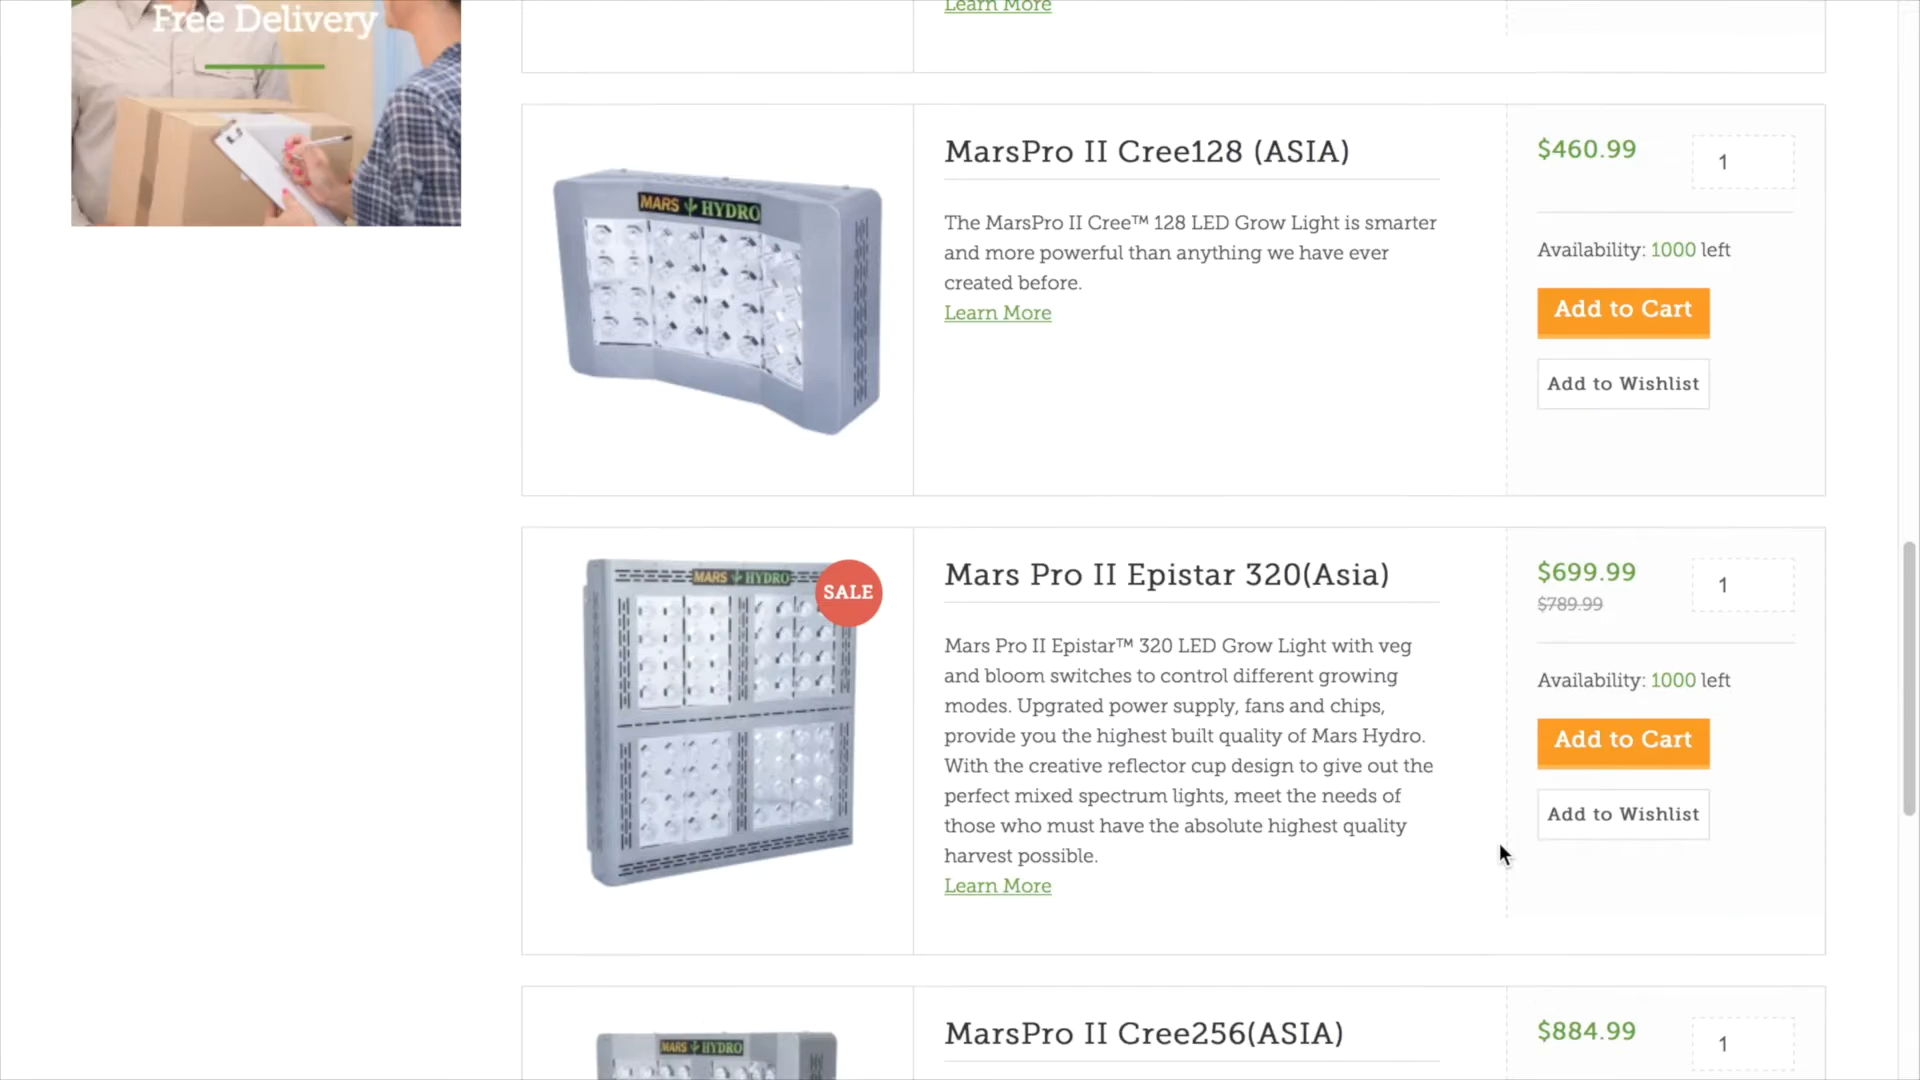 Free Delivery
Learn More
MARS HYDRO
MarsPro II Cree128 (ASIA)
The MarsPro II Cree™ 128 LED Grow Light is smarter
and more powerful than anything we have ever
created before.
Learn More
$460.99
1
Availability: 1000 left
Add to Cart
Add to Wishlist
MARS HYDRO
SALE
Mars Pro II Epistar 320(Asia)
Mars Pro II Epistar™ 320 LED Grow Light with veg
and bloom switches to control different growing
modes. Upgrated power supply, fans and chips,
provide you the highest built quality of Mars Hydro.
With the creative reflector cup design to give out the
perfect mixed spectrum lights, meet the needs of
those who must have the absolute highest quality
harvest possible.
Learn More
$699.99
1
$789.99
Availability: 1000 left
Add to Cart
Add to Wishlist
MARS HYDRO
MarsPro II Cree256(ASIA)
$884.99
1